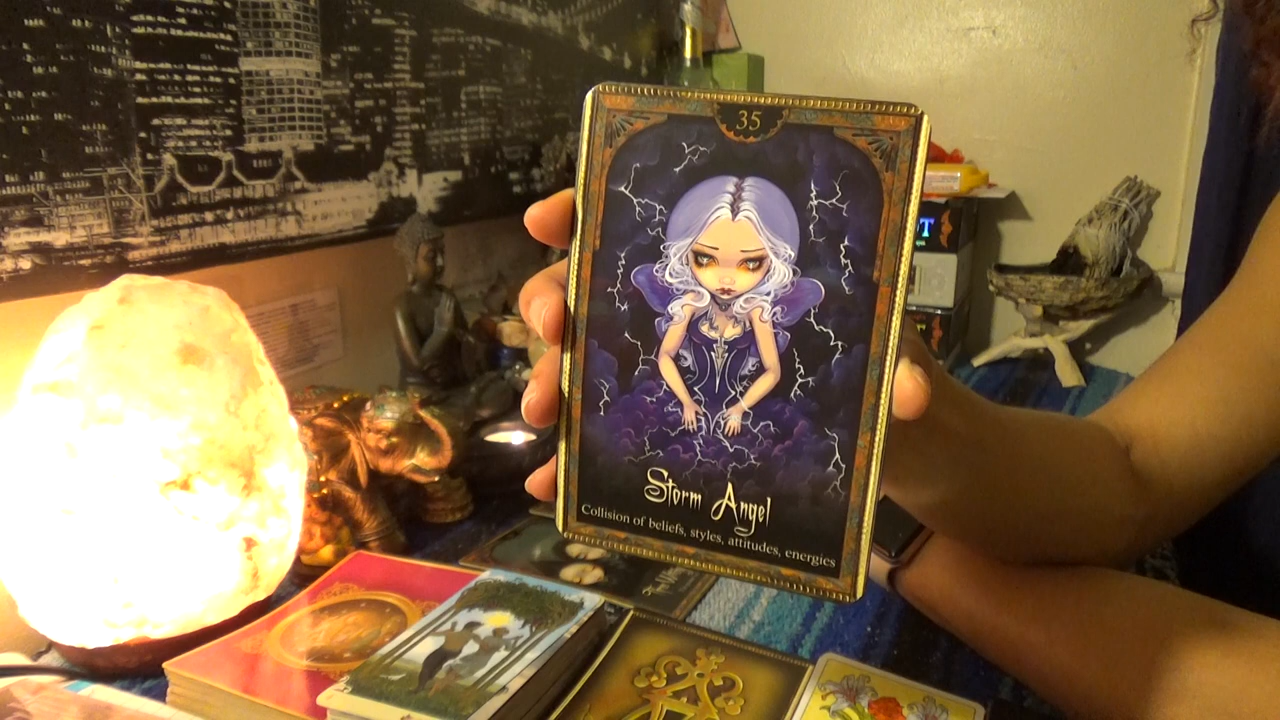 35
Storm Angel
Collision of beliefs, styles, attitudes, energies